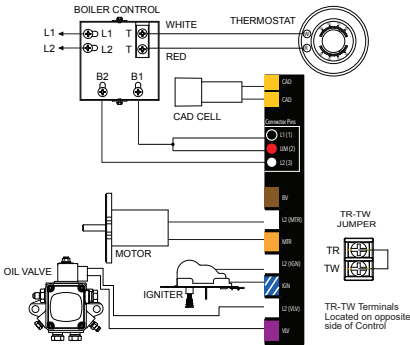 BOILER CONTROL
THERMOSTAT
WHITE
L1 L1 T
RED
L2 L2 T
B2 B1
CAD CELL
CAD
CAD
Connector Pins
L1 (1)
LIM (2)
L2 (3)
BV
L2 (MTR)
MTR
MOTOR
L2 (IGN)
IGN
IGNITER
L2 (VLV)
VLV
OIL VALVE
TR-TW
JUMPER
TR
TW
TR-TW Terminals
Located on opposite
side of Control